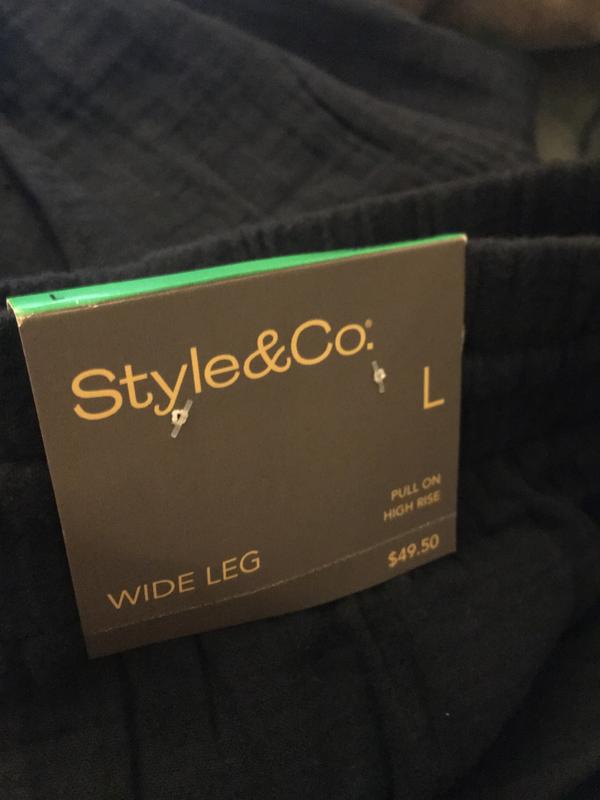 Style&Co.
L
PULL ON
HIGH RISE
WIDE LEG
$49.50